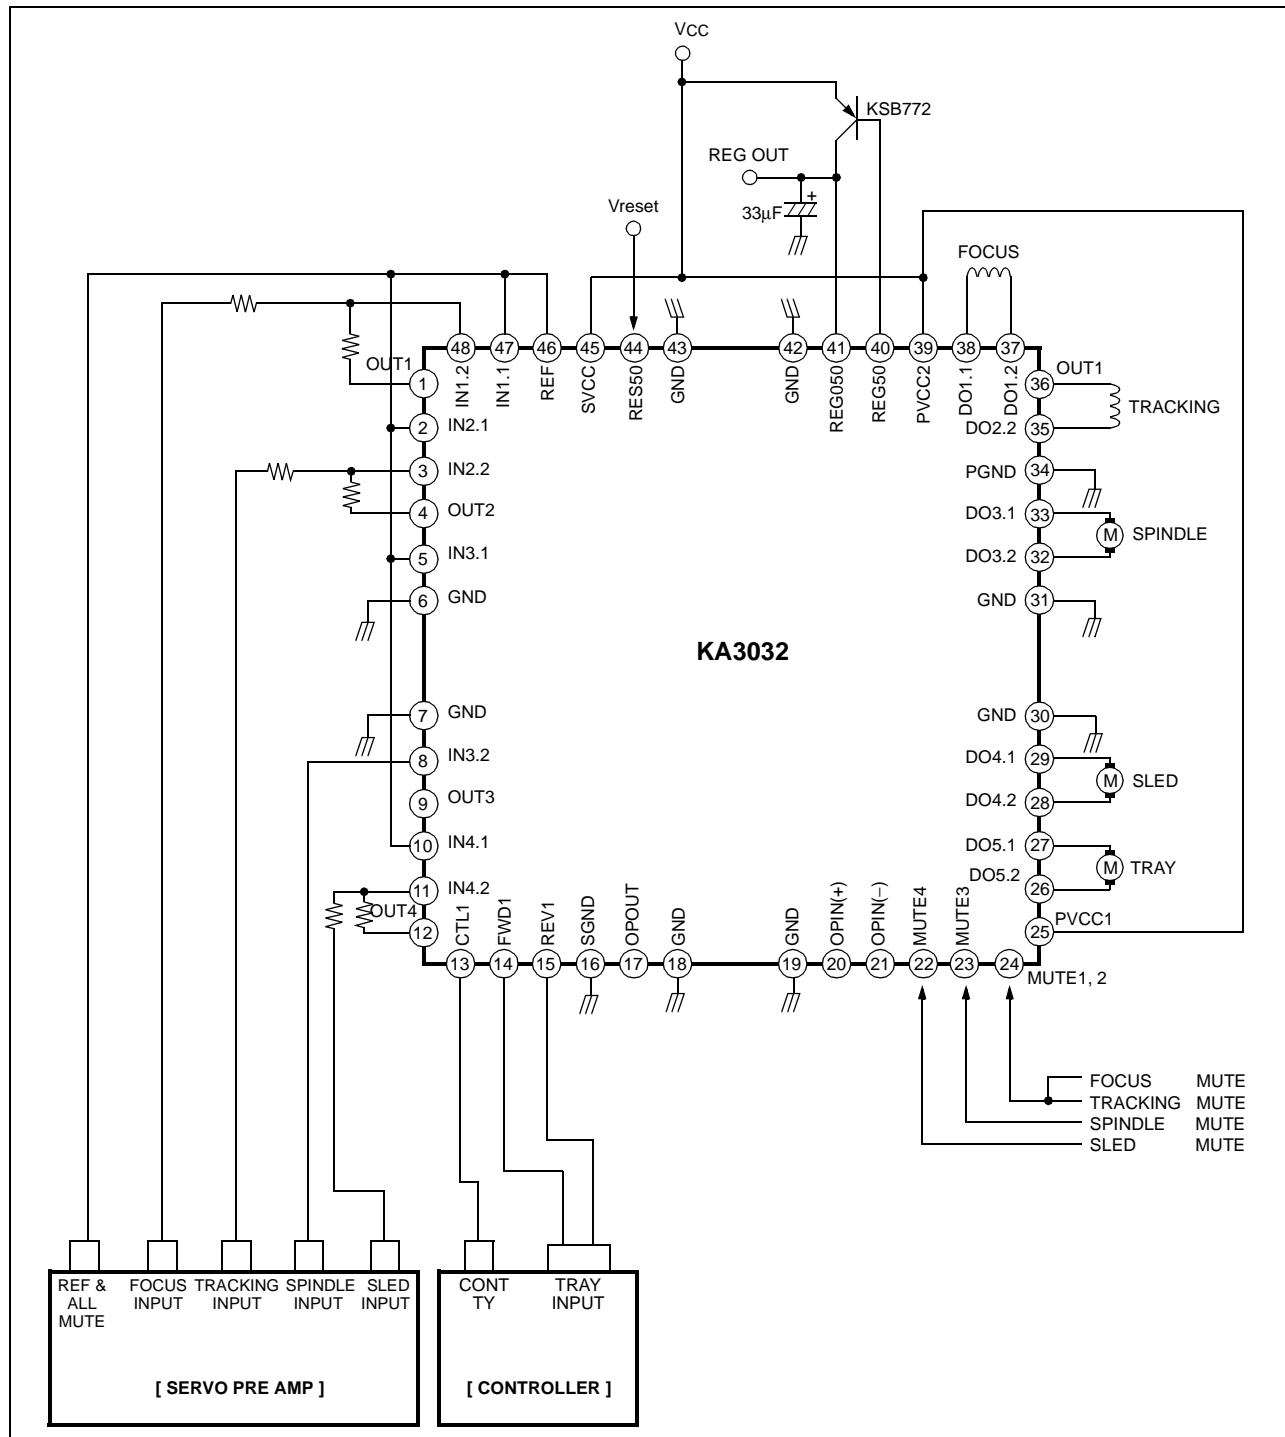 VCC
KSB772
REG OUT
+
33μF
Vreset
FOCUS
48 47 46 45 44 43 42 41 40 39 38 37
IN1.2 IN1.1 REF SVCC RES50 GND GND REG050 REG50 PVCC2 DO1.1 DO1.2
OUT1
1
2 IN2.1
3 IN2.2
4 OUT2
5 IN3.1
6 GND
7 GND
8 IN3.2
9 OUT3
10 IN4.1
11 IN4.2
OUT4
12
KA3032
36 OUT1
TRACKING
DO2.2 35
PGND 34
DO3.1 33
M SPINDLE
DO3.2 32
GND 31
GND 30
DO4.1 29
M SLED
DO4.2 28
DO5.1 27
M TRAY
DO5.2 26
PVCC1
25
CTL1 FWD1 REV1 SGND OPOUT GND GND OPIN(+) OPIN(−) MUTE4 MUTE3
13 14 15 16 17 18 19 20 21 22 23 24
MUTE1, 2
FOCUS MUTE
TRACKING MUTE
SPINDLE MUTE
SLED MUTE
REF & ALL MUTE
FOCUS INPUT
TRACKING INPUT
SPINDLE INPUT
SLED INPUT
[ SERVO PRE AMP ]
CONT TY
TRAY INPUT
[ CONTROLLER ]